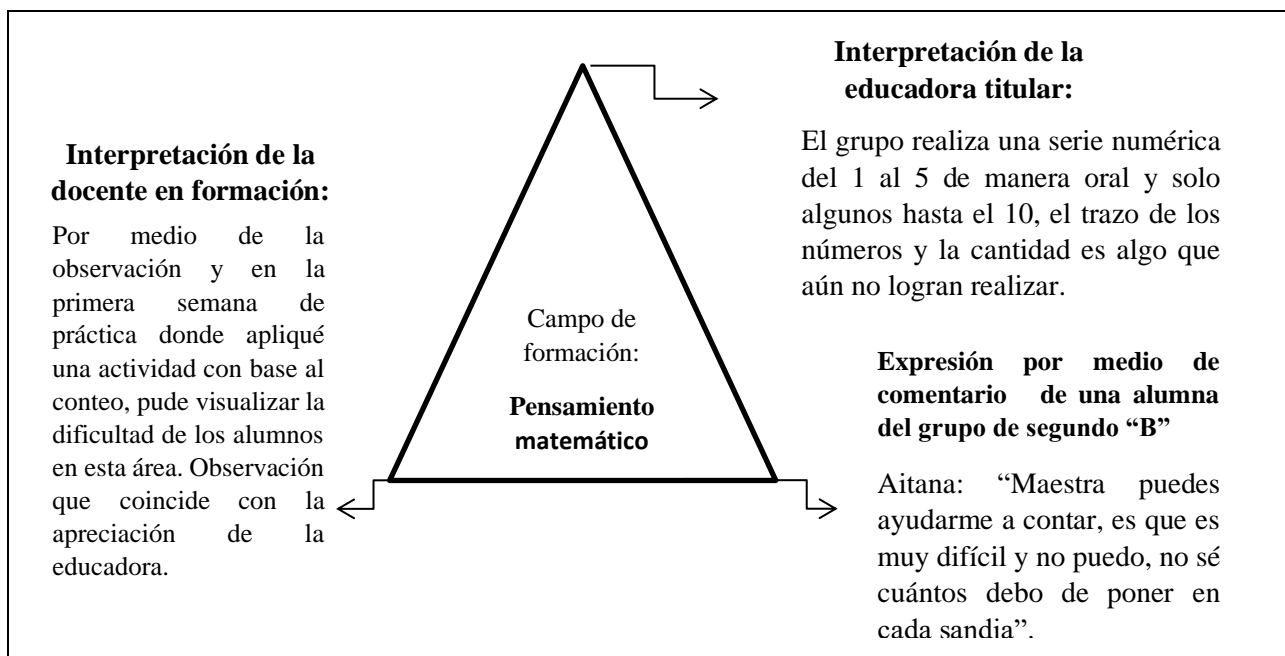 Interpretación de la
docente en formación:
Por medio de la
observación y en la
primera semana de
práctica donde apliqué
una actividad con base al
conteo, pude visualizar la
dificultad de los alumnos
en esta área. Observación
que coincide con la
apreciación de la
educadora.
Campo de
formación:
Pensamiento
matemático
Interpretación de la
educadora titular:
El grupo realiza una serie numérica
del 1 al 5 de manera oral y solo
algunos hasta el 10, el trazo de los
números y la cantidad es algo que
aún no logran realizar.
Expresión por medio de
comentario de una alumna
del grupo de segundo “B”
Aitana: “Maestra puedes
ayudarme a contar, es que es
muy difícil y no puedo, no sé
cuántos debo de poner en
cada sandia”.